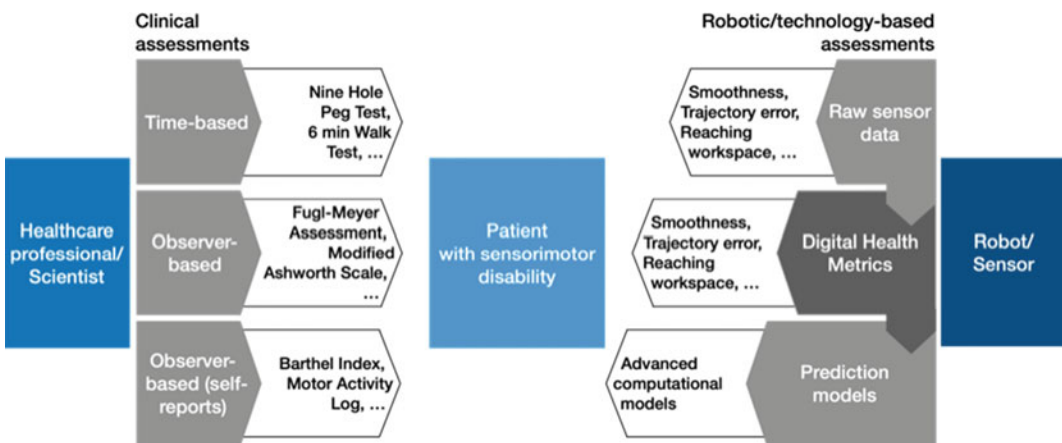 Clinical
assessments
Time-based
Nine Hole
Peg Test,
6 min Walk
Test, ...
Healthcare
professional/
Scientist
Observer-
based
Fugl-Meyer
Assessment,
Modified
Ashworth Scale,
...
Observer-
based (self-
reports)
Barthel Index,
Motor Activity
Log, ...
Patient
with sensorimotor
disability
Robotic/technology-based
assessments
Smoothness,
Trajectory error,
Reaching
workspace, ...
Raw sensor
data
Smoothness,
Trajectory error,
Reaching
workspace, ...
Digital Health
Metrics
Advanced
computational
models
Prediction
models
Robot/
Sensor